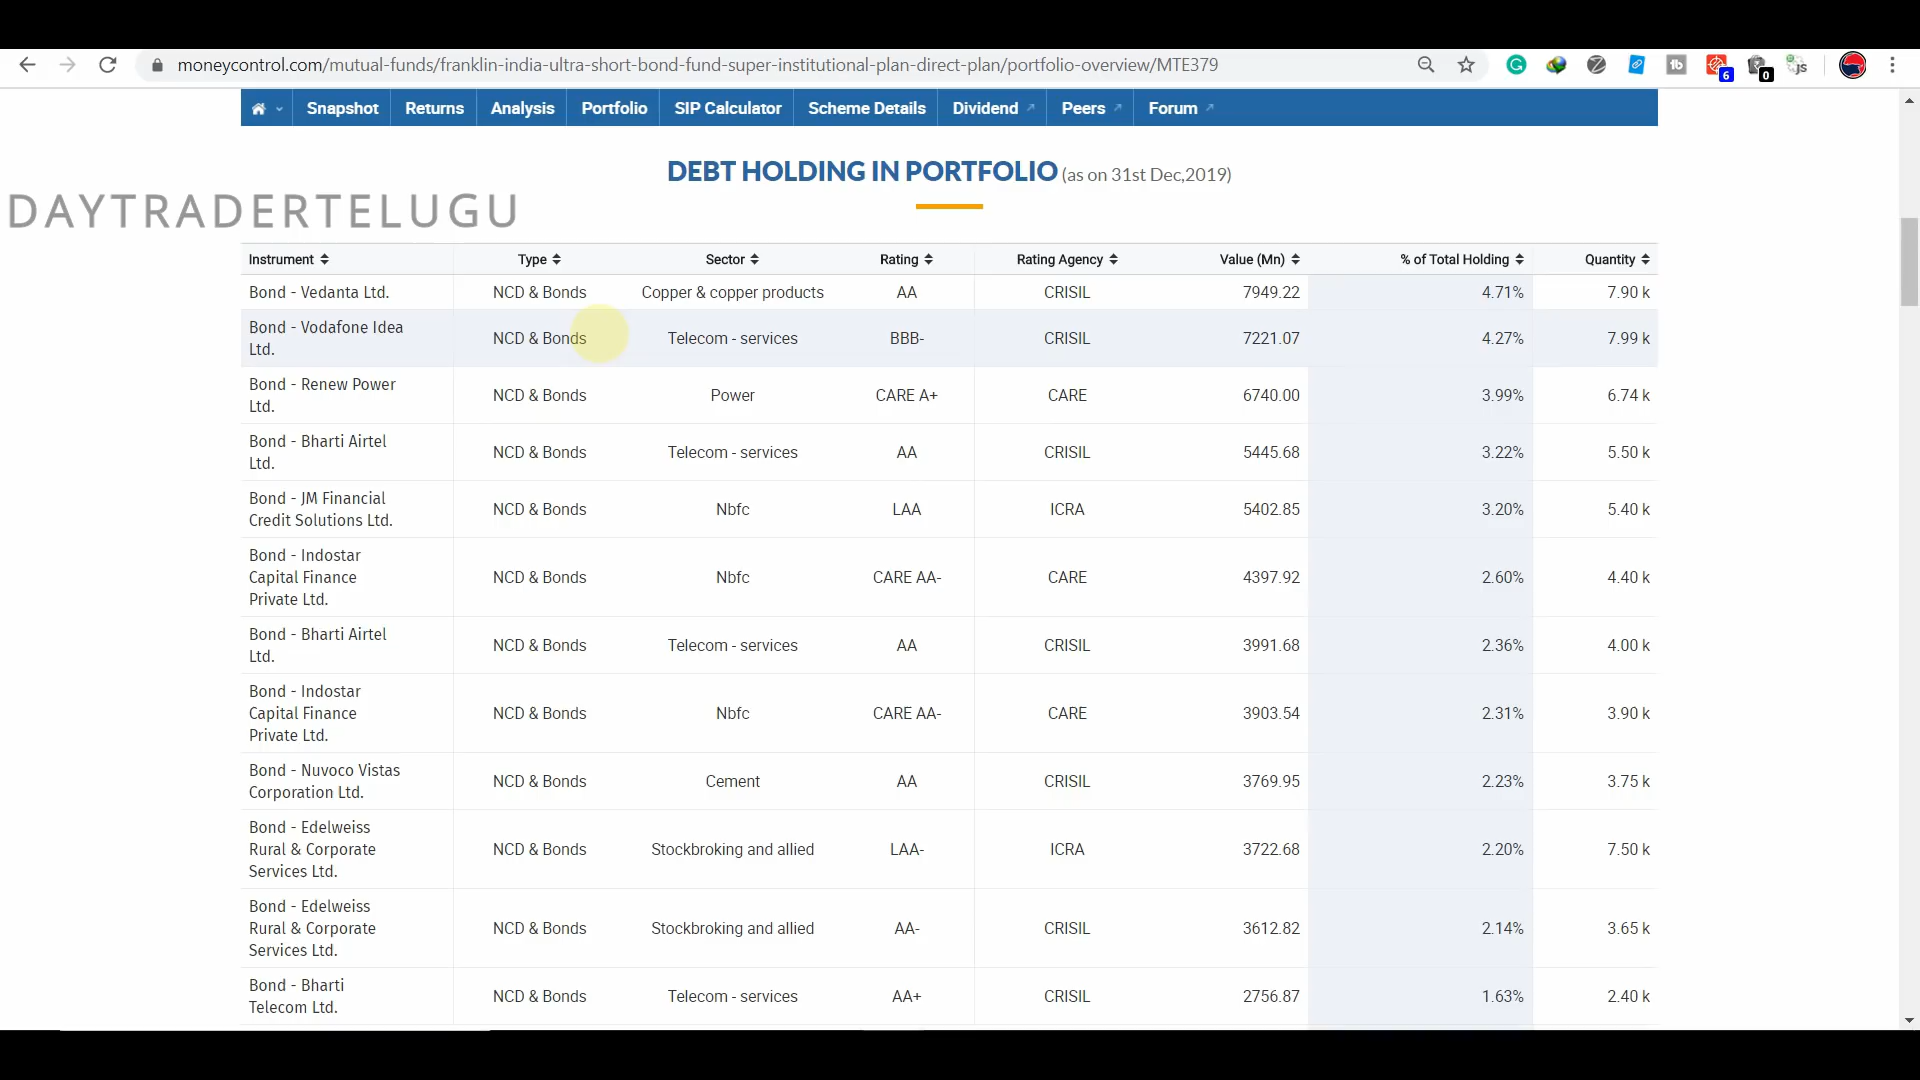 moneycontrol.com/mutual-funds/franklin-india-ultra-short-bond-fund-super-institutional-plan-direct-plan/portfolio-overview/MTE379
6
0
js
Snapshot Returns Analysis Portfolio SIP Calculator Scheme Details Dividend Peers Forum
DEBT HOLDING IN PORTFOLIO (as on 31st Dec,2019)
DAYTRADERTELUGU
Instrument Type Sector Rating Rating Agency Value (Mn) % of Total Holding Quantity
Bond - Vedanta Ltd. NCD & Bonds Copper & copper products AA CRISIL 7949.22 4.71% 7.90 k
Bond - Vodafone Idea
Ltd. NCD & Bonds Telecom - services BBB- CRISIL 7221.07 4.27% 7.99 k
Bond - Renew Power
Ltd. NCD & Bonds Power CARE A+ CARE 6740.00 3.99% 6.74 k
Bond - Bharti Airtel
Ltd. NCD & Bonds Telecom - services AA CRISIL 5445.68 3.22% 5.50 k
Bond - JM Financial
Credit Solutions Ltd. NCD & Bonds Nbfc LAA ICRA 5402.85 3.20% 5.40 k
Bond - Indostar
Capital Finance NCD & Bonds Nbfc CARE AA- CARE 4397.92 2.60% 4.40 k
Private Ltd.
Bond - Bharti Airtel
Ltd. NCD & Bonds Telecom - services AA CRISIL 3991.68 2.36% 4.00 k
Bond - Indostar
Capital Finance NCD & Bonds Nbfc CARE AA- CARE 3903.54 2.31% 3.90 k
Private Ltd.
Bond - Nuvoco Vistas
Corporation Ltd. NCD & Bonds Cement AA CRISIL 3769.95 2.23% 3.75 k
Bond - Edelweiss
Rural & Corporate NCD & Bonds Stockbroking and allied LAA- ICRA 3722.68 2.20% 7.50 k
Services Ltd.
Bond - Edelweiss
Rural & Corporate NCD & Bonds Stockbroking and allied AA- CRISIL 3612.82 2.14% 3.65 k
Services Ltd.
Bond - Bharti
Telecom Ltd. NCD & Bonds Telecom - services AA+ CRISIL 2756.87 1.63% 2.40 k